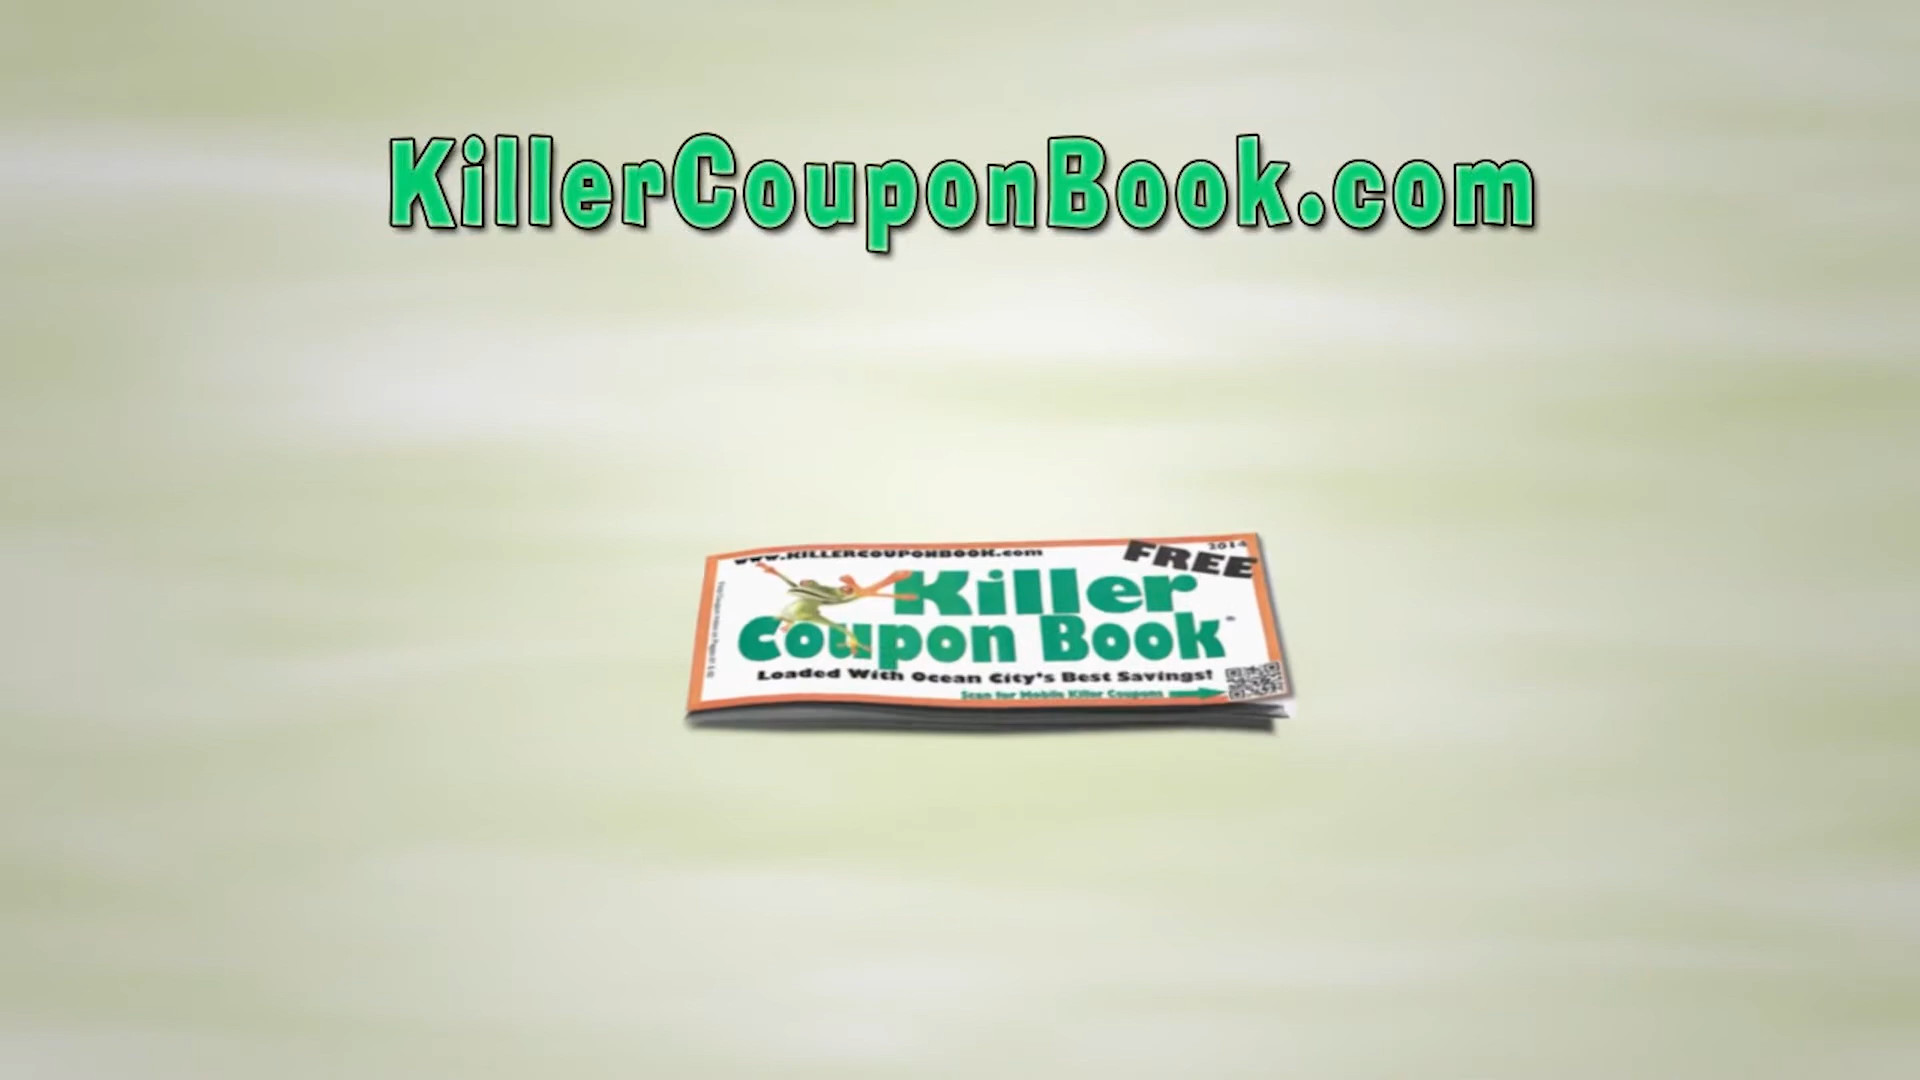 KillerCouponBook.com
www.KILLERCOUPONBOOK.com
FREE
2014
Killer
Coupon Book
Loaded With Ocean City's Best Savings!
Scan for Mobile Killer Coupons